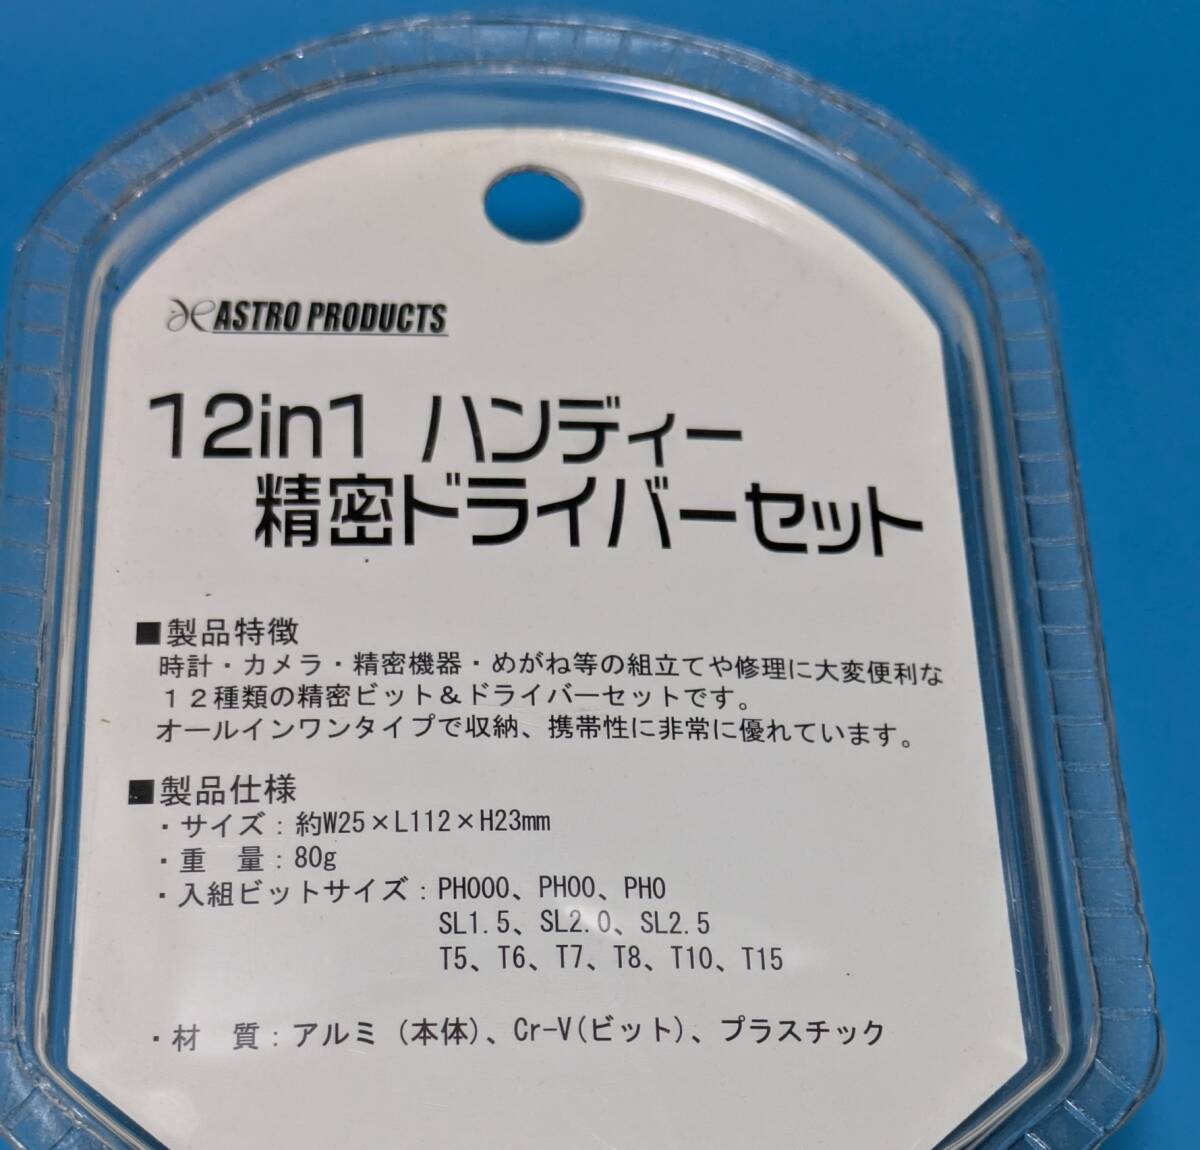 ASTRO PRODUCTS
12in1 ハンディー
精密ドライバーセット
■製品特徴
時計・カメラ・精密機器・めがね等の組立てや修理に大変便利な
１２種類の精密ビット＆ドライバーセットです。
オールインワンタイプで収納、携帯性に非常に優れています。
■製品仕様
・サイズ：約W25×L112×H23mm
・重　量：80g
・入組ビットサイズ：PH000、PH00、PH0
SL1.5、SL2.0、SL2.5
T5、T6、T7、T8、T10、T15
・材　質：アルミ（本体）、Cr-V(ビット)、プラスチック